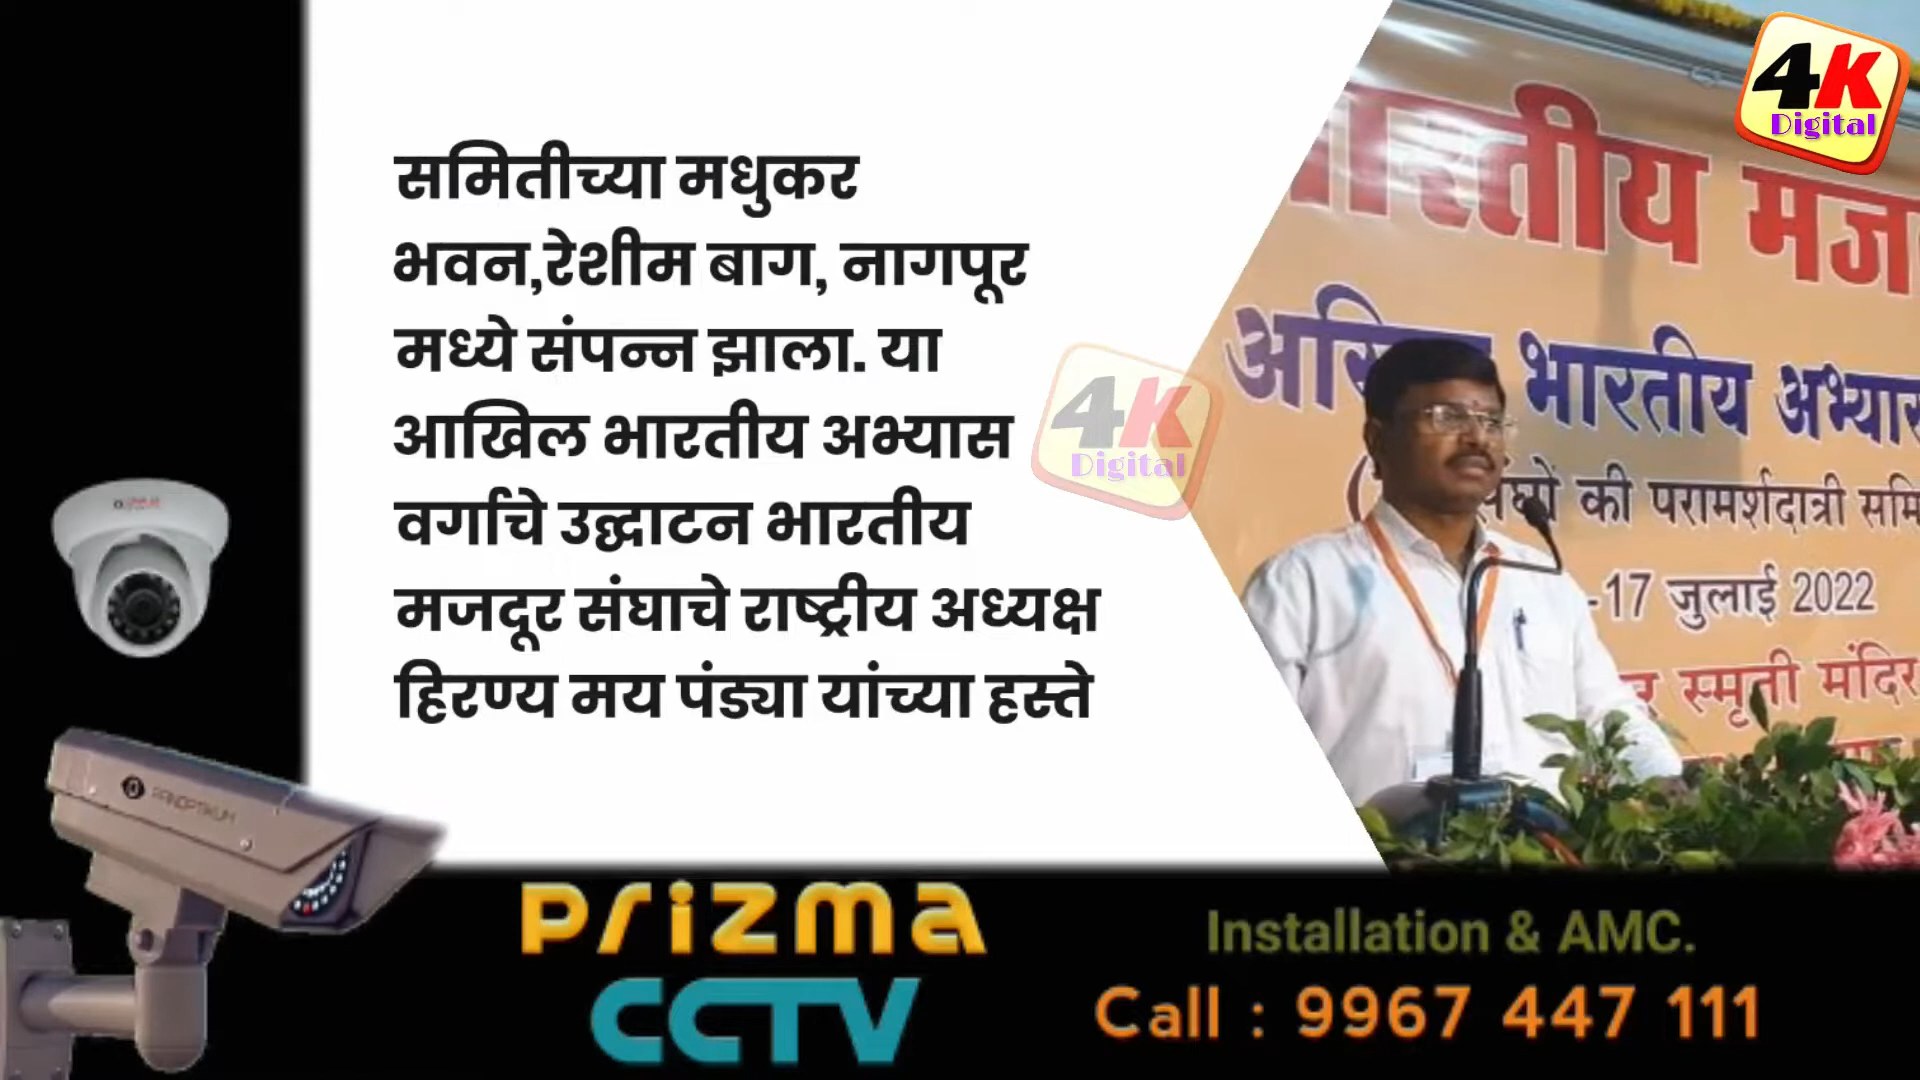 समितीच्या मधुकर
भवन,रेशीम बाग, नागपूर
मध्ये संपन्न झाला. या
आखिल भारतीय अभ्यास
वर्गाचे उद्घाटन भारतीय
मजदूर संघाचे राष्ट्रीय अध्यक्ष
हिरण्य मय पंड्या यांच्या हस्ते
4K
Digital
4K
Digital
भारतीय
भारतीय
की परामर्शदात्री
-17 जुलाई 2022
स्मृती मंदिर
PANOPTIKUM
Prizma
CCTV
Installation & AMC.
Call : 9967 447 111